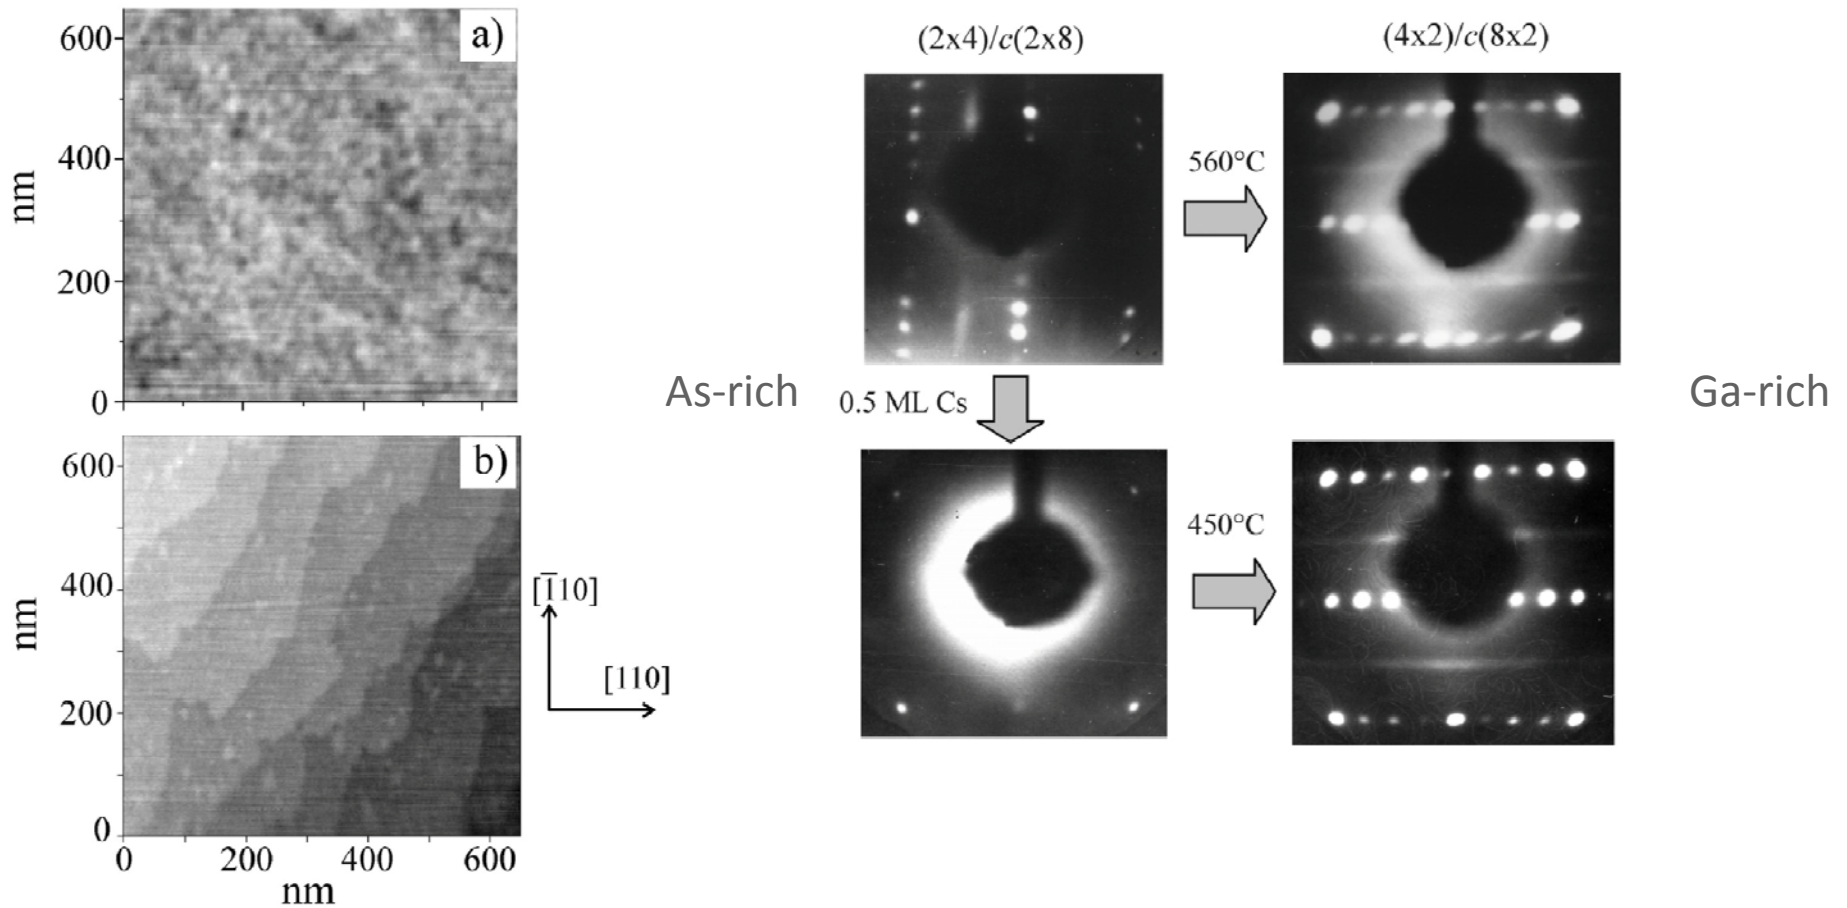 a)
600
400
200
0
nm
b)
600
400
200
0
nm
0
200
400
600
nm
[1̅10]
[110]
(2x4)/c(2x8)
(4x2)/c(8x2)
560°C
As-rich
0.5 ML Cs
Ga-rich
450°C